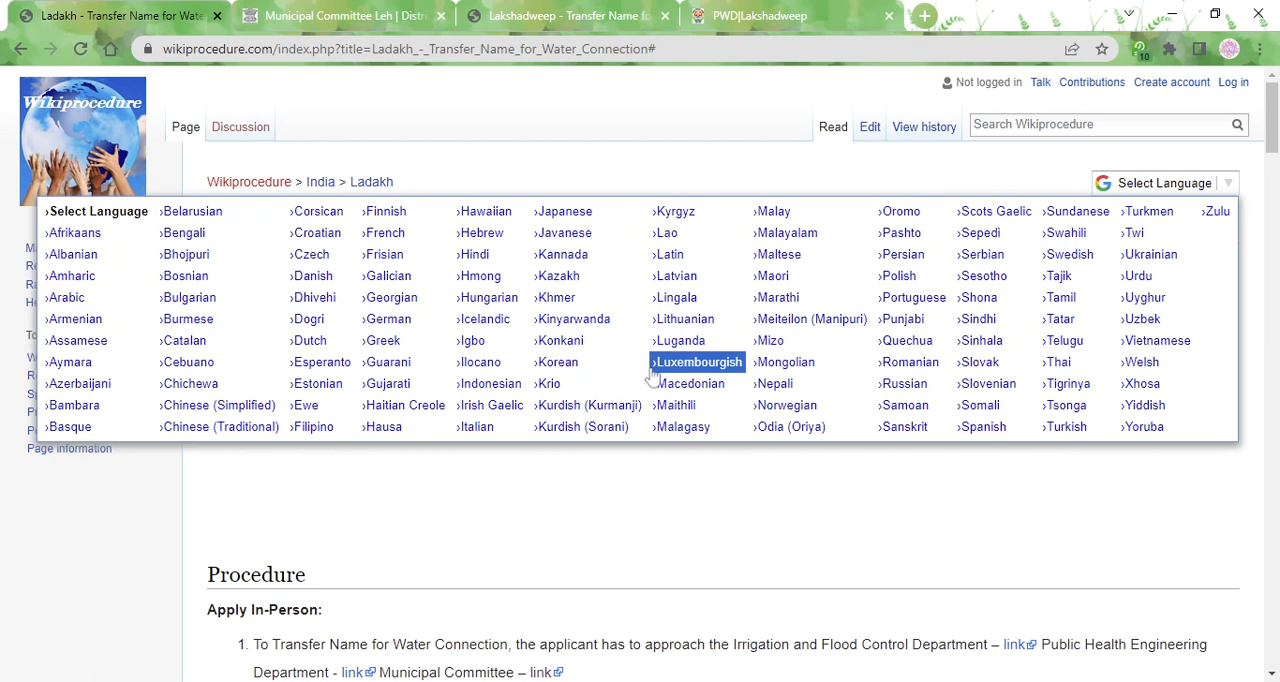 Ladakh - Transfer Name for Wate
Municipal Committee Leh | Distri
Lakshadweep - Transfer Name f
PWD|Lakshadweep
wikiprocedure.com/index.php?title=Ladakh_-_Transfer_Name_for_Water_Connection#
10
Not logged in Talk Contributions Create account Log in
Wikiprocedure
Page Discussion Read Edit View history Search Wikiprocedure
Wikiprocedure > India > Ladakh
Select Language
›Select Language ›Belarusian ›Corsican ›Finnish ›Hawaiian ›Japanese ›Kyrgyz ›Malay ›Oromo ›Scots Gaelic ›Sundanese ›Turkmen ›Zulu
›Afrikaans ›Bengali ›Croatian ›French ›Hebrew ›Javanese ›Lao ›Malayalam ›Pashto ›Sepedi ›Swahili ›Twi
›Albanian ›Bhojpuri ›Czech ›Frisian ›Hindi ›Kannada ›Latin ›Maltese ›Persian ›Serbian ›Swedish ›Ukrainian
›Amharic ›Bosnian ›Danish ›Galician ›Hmong ›Kazakh ›Latvian ›Maori ›Polish ›Sesotho ›Tajik ›Urdu
›Arabic ›Bulgarian ›Dhivehi ›Georgian ›Hungarian ›Khmer ›Lingala ›Marathi ›Portuguese ›Shona ›Tamil ›Uyghur
›Armenian ›Burmese ›Dogri ›German ›Icelandic ›Kinyarwanda ›Lithuanian ›Meiteilon (Manipuri) ›Punjabi ›Sindhi ›Tatar ›Uzbek
›Assamese ›Catalan ›Dutch ›Greek ›Igbo ›Konkani ›Luganda ›Mizo ›Quechua ›Sinhala ›Telugu ›Vietnamese
›Aymara ›Cebuano ›Esperanto ›Guarani ›Ilocano ›Korean ›Luxembourgish ›Mongolian ›Romanian ›Slovak ›Thai ›Welsh
›Azerbaijani ›Chichewa ›Estonian ›Gujarati ›Indonesian ›Krio Macedonian ›Nepali ›Russian ›Slovenian ›Tigrinya ›Xhosa
›Bambara ›Chinese (Simplified) ›Ewe ›Haitian Creole ›Irish Gaelic ›Kurdish (Kurmanji) ›Maithili ›Norwegian ›Samoan ›Somali ›Tsonga ›Yiddish
›Basque ›Chinese (Traditional) ›Filipino ›Hausa ›Italian ›Kurdish (Sorani) ›Malagasy ›Odia (Oriya) ›Sanskrit ›Spanish ›Turkish ›Yoruba
Page information
Procedure
Apply In-Person:
1. To Transfer Name for Water Connection, the applicant has to approach the Irrigation and Flood Control Department – link Public Health Engineering
Department - link Municipal Committee – link